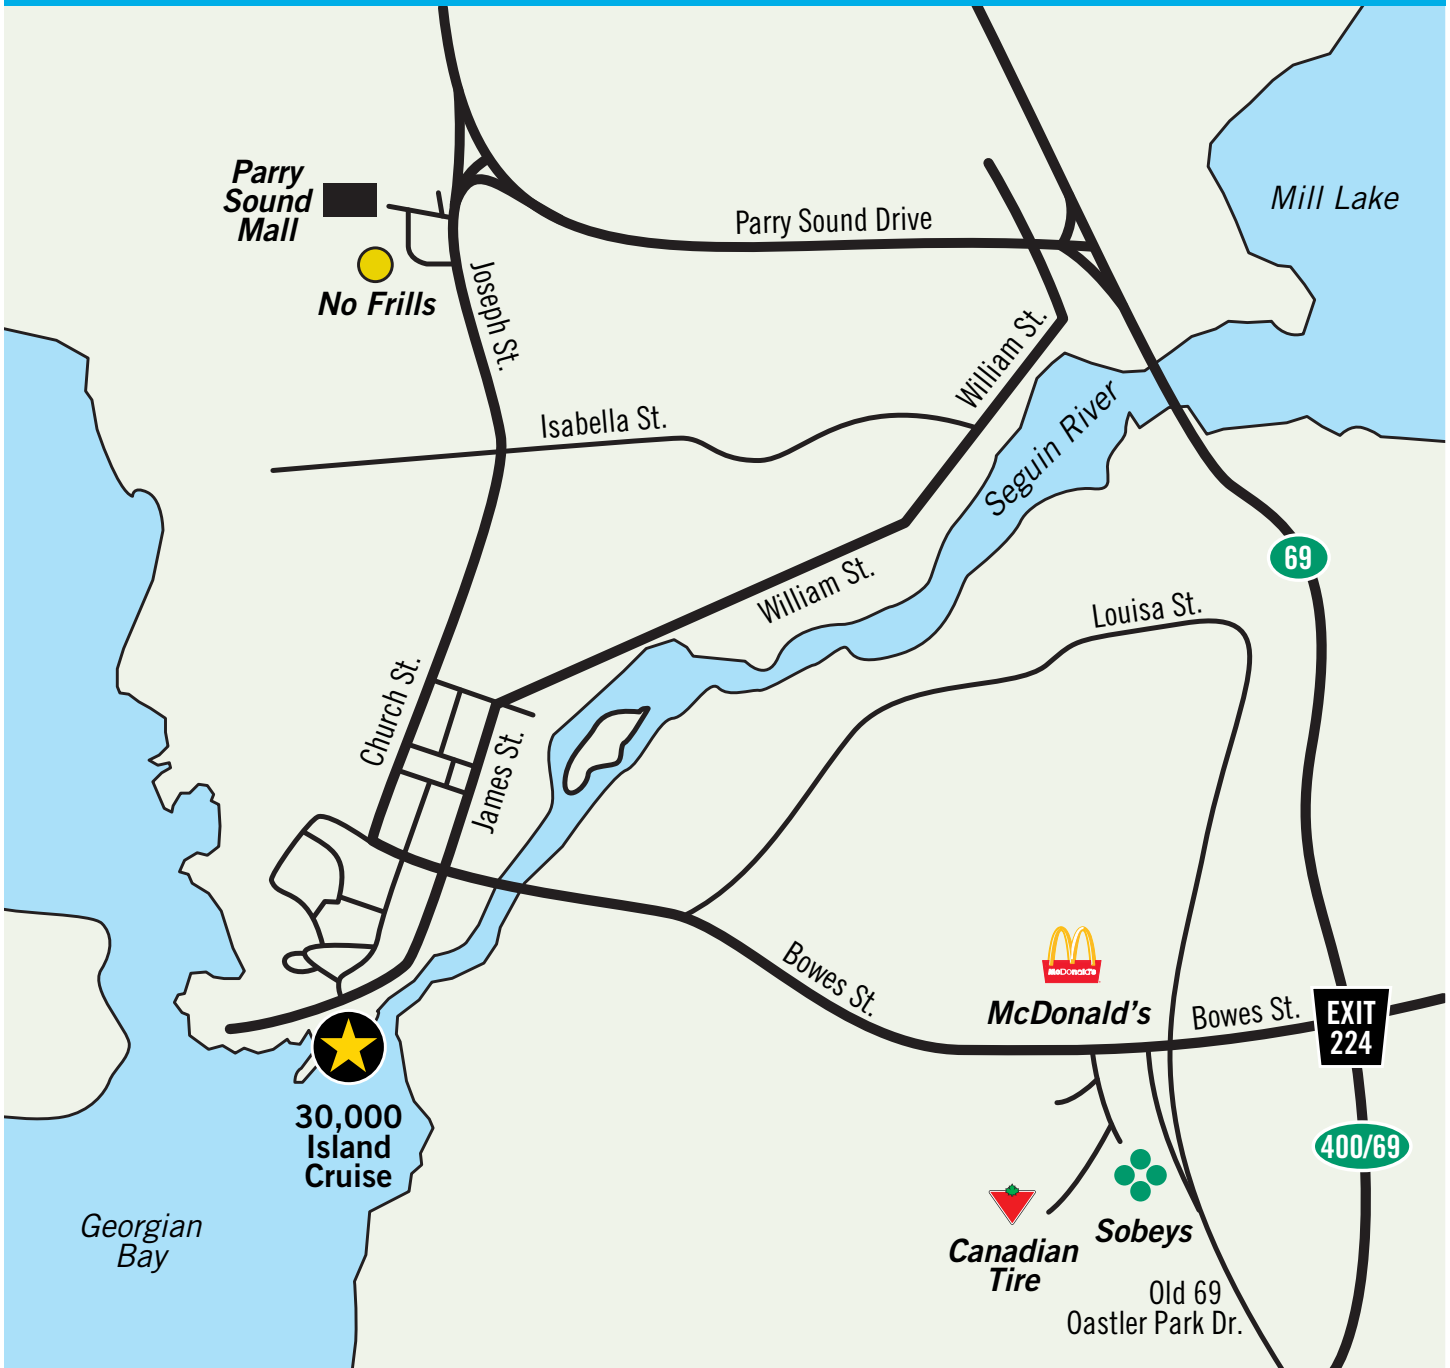 Parry
Sound
Mall
No Frills
Joseph St.
Parry Sound Drive
Mill Lake
William St.
Isabella St.
Seguin River
69
William St.
Louisa St.
Church St.
James St.
Bowes St.
McDonald's
McDonald's
Bowes St.
EXIT
224
30,000
Island
Cruise
400/69
Georgian
Bay
Canadian
Tire
Sobeys
Old 69
Oastler Park Dr.